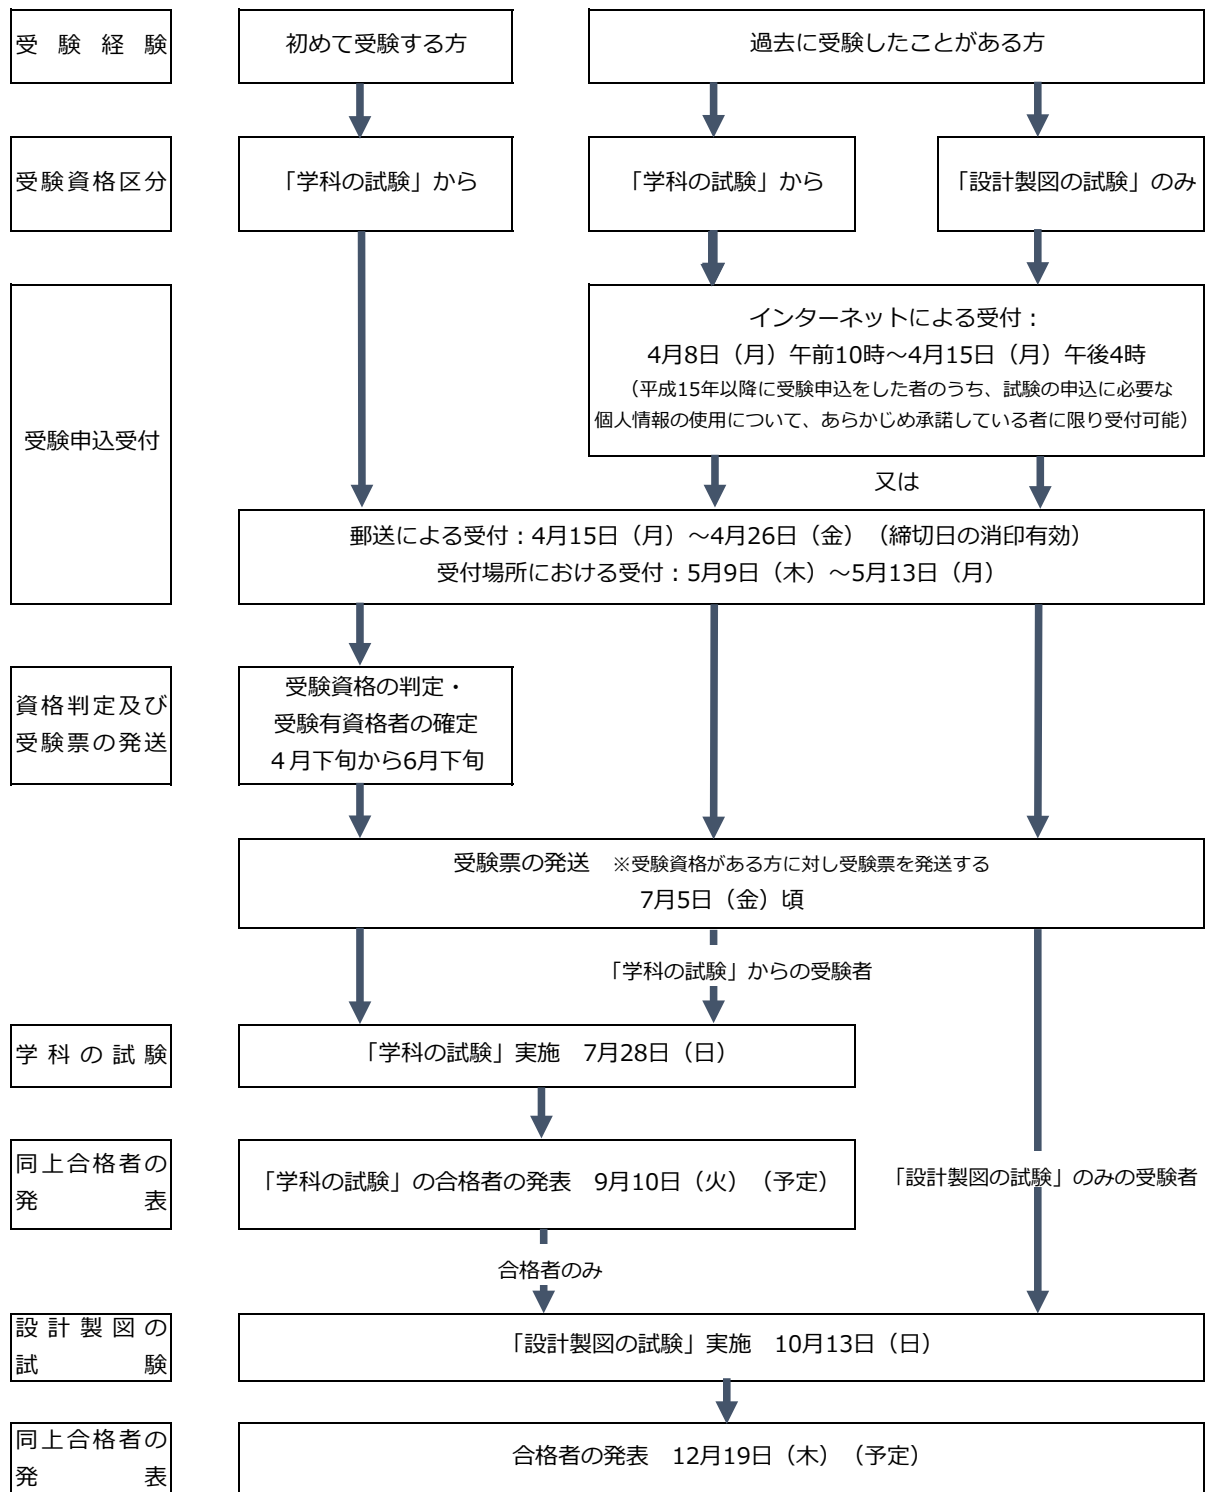 受験経験
初めて受験する方
過去に受験したことがある方
受験資格区分
「学科の試験」から
「学科の試験」から
「設計製図の試験」のみ
受験申込受付
インターネットによる受付：
4月8日（月）午前10時～4月15日（月）午後4時
（平成15年以降に受験申込をした者のうち、試験の申込に必要な
個人情報の使用について、あらかじめ承諾している者に限り受付可能）
又は
郵送による受付：4月15日（月）～4月26日（金）（締切日の消印有効）
受付場所における受付：5月9日（木）～5月13日（月）
資格判定及び
受験票の発送
受験資格の判定・
受験有資格者の確定
４月下旬から6月下旬
受験票の発送　※受験資格がある方に対し受験票を発送する
7月5日（金）頃
「学科の試験」からの受験者
学科の試験
「学科の試験」実施　7月28日（日）
同上合格者の
発表
「学科の試験」の合格者の発表　9月10日（火）（予定）
「設計製図の試験」のみの受験者
合格者のみ
設計製図の
試験
「設計製図の試験」実施　10月13日（日）
同上合格者の
発表
合格者の発表　12月19日（木）（予定）